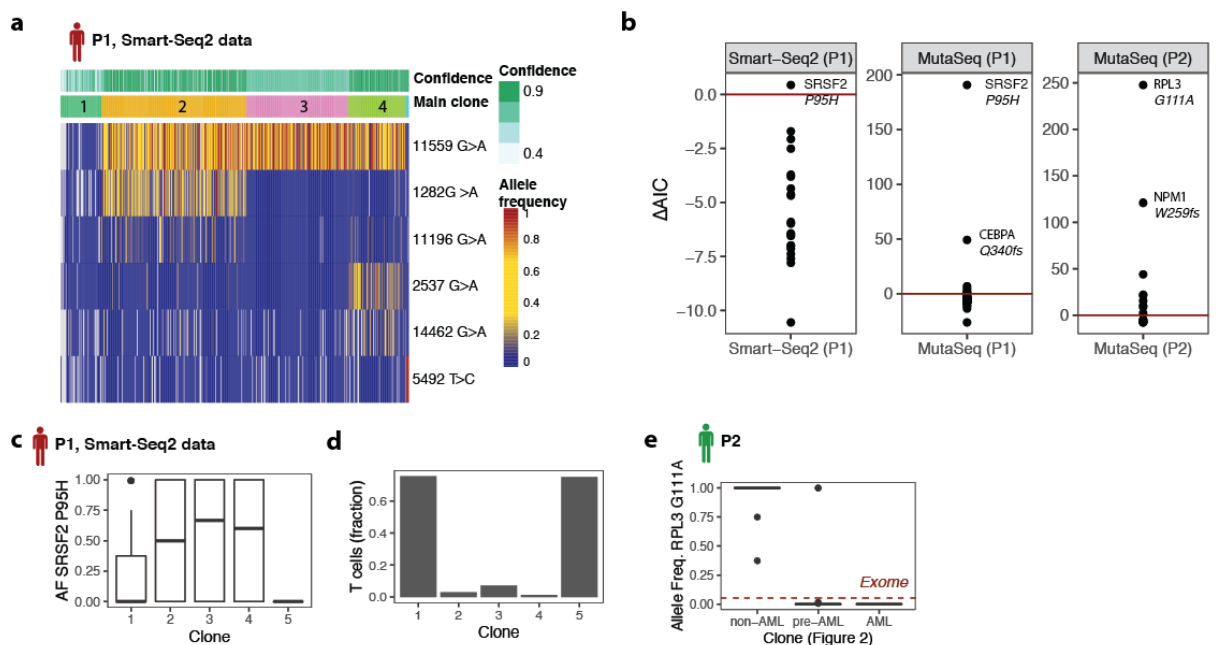 a
P1, Smart-Seq2 data
Confidence
Main clone
1
2
3
4
11559 G>A
1282G >A
11196 G>A
2537 G>A
14462 G>A
5492 T>C
Confidence
0.9
0.4
Allele
frequency
1
0.8
0.6
0.4
0.2
0
b
Smart-Seq2 (P1)
MutaSeq (P1)
MutaSeq (P2)
ΔAIC
0.0
−2.5
−5.0
−7.5
−10.0
SRSF2
P95H
Smart-Seq2 (P1)
200
150
100
50
0
SRSF2
P95H
CEBPA
Q340fs
MutaSeq (P1)
250
200
150
100
50
0
RPL3
G111A
NPM1
W259fs
MutaSeq (P2)
c
P1, Smart-Seq2 data
AF SRSF2 P95H
1.00
0.75
0.50
0.25
0.00
1
2
3
4
5
Clone
d
T cells (fraction)
0.6
0.4
0.2
0.0
1
2
3
4
5
Clone
e
P2
Allele Freq. RPL3 G111A
1.00
0.75
0.50
0.25
0.00
Exome
non-AML
pre-AML
AML
Clone (Figure 2)